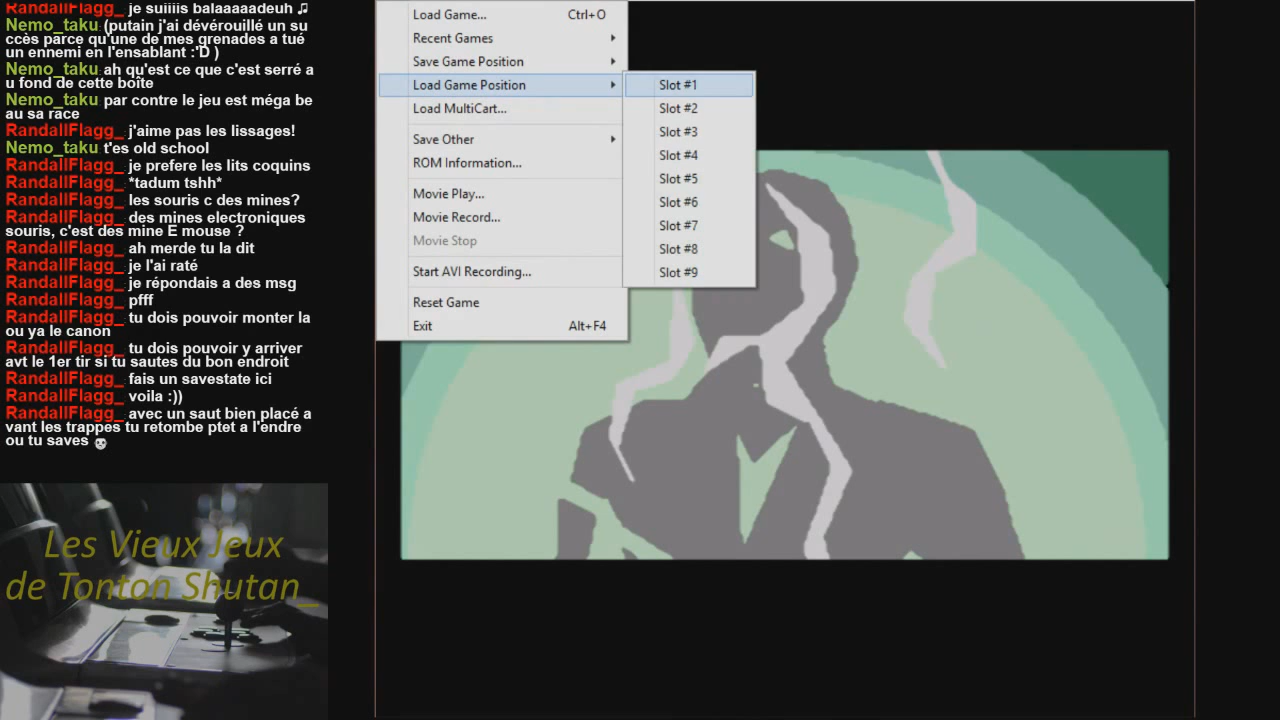 RandallFlagg_: je suiiiis balaaaaadeuh ♫
Nemo_taku: (putain j'ai dévérouillé un su
ccès parce qu'une de mes grenades a tué
un ennemi en l'ensablant :'D )
Nemo_taku: ah qu'est ce que c'est serré a
u fond de cette boîte
Nemo_taku: par contre le jeu est méga be
au sa race
RandallFlagg_: j'aime pas les lissages!
Nemo_taku: t'es old school
RandallFlagg_: je prefere les lits coquins
RandallFlagg_: *tadum tshh*
RandallFlagg_: les souris c des mines?
RandallFlagg_: des mines electroniques
souris, c'est des mine E mouse ?
RandallFlagg_: ah merde tu la dit
RandallFlagg_: je l'ai raté
RandallFlagg_: je répondais a des msg
RandallFlagg_: pfff
RandallFlagg_: tu dois pouvoir monter la
ou ya le canon
RandallFlagg_: tu dois pouvoir y arriver
avt le 1er tir si tu sautes du bon endroit
RandallFlagg_: fais un savestate ici
RandallFlagg_: voila :))
RandallFlagg_: avec un saut bien placé a
vant les trappes tu retombe ptet a l'endre
ou tu saves
Les Vieux Jeux
de Tonton Shutan_
Load Game... Ctrl+O
Recent Games
Save Game Position
Load Game Position
Load MultiCart...
Save Other
ROM Information...
Movie Play...
Movie Record...
Movie Stop
Start AVI Recording...
Reset Game
Exit Alt+F4
Slot #1
Slot #2
Slot #3
Slot #4
Slot #5
Slot #6
Slot #7
Slot #8
Slot #9